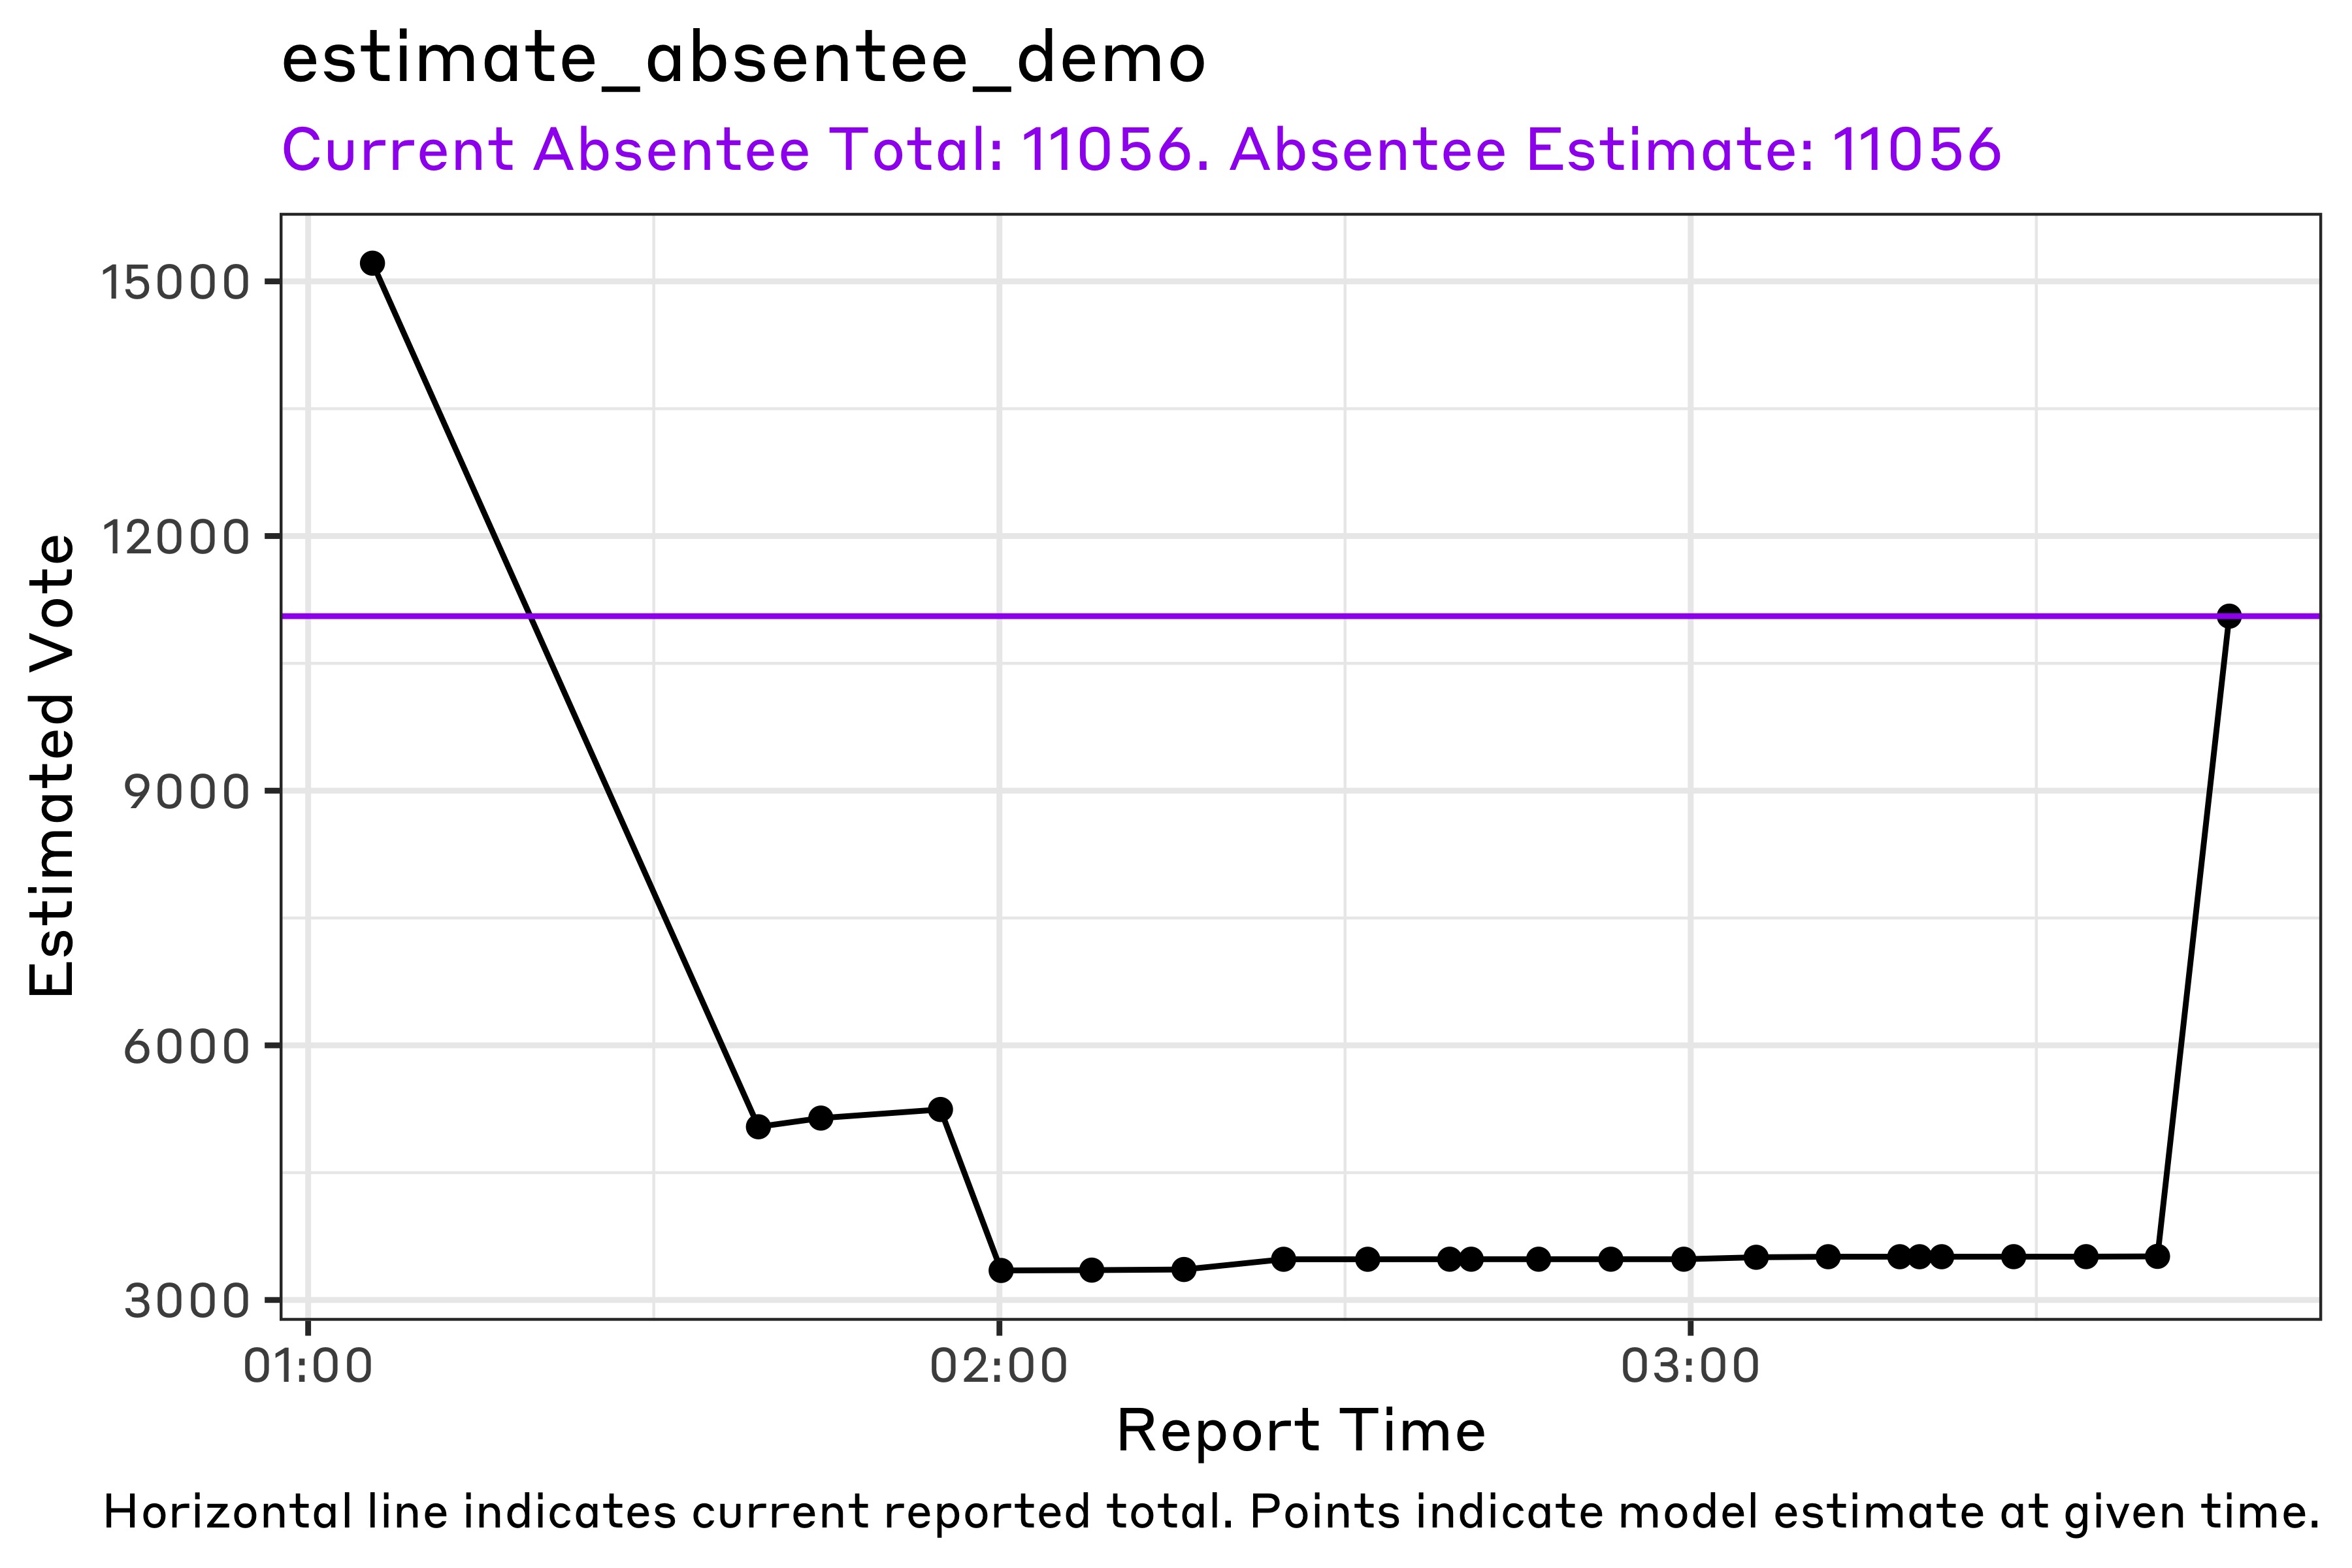 estimate_absentee_demo
Current Absentee Total: 11056. Absentee Estimate: 11056
Estimated Vote
15000
12000
9000
6000
3000
01:00 02:00 03:00
Report Time
Horizontal line indicates current reported total. Points indicate model estimate at given time.